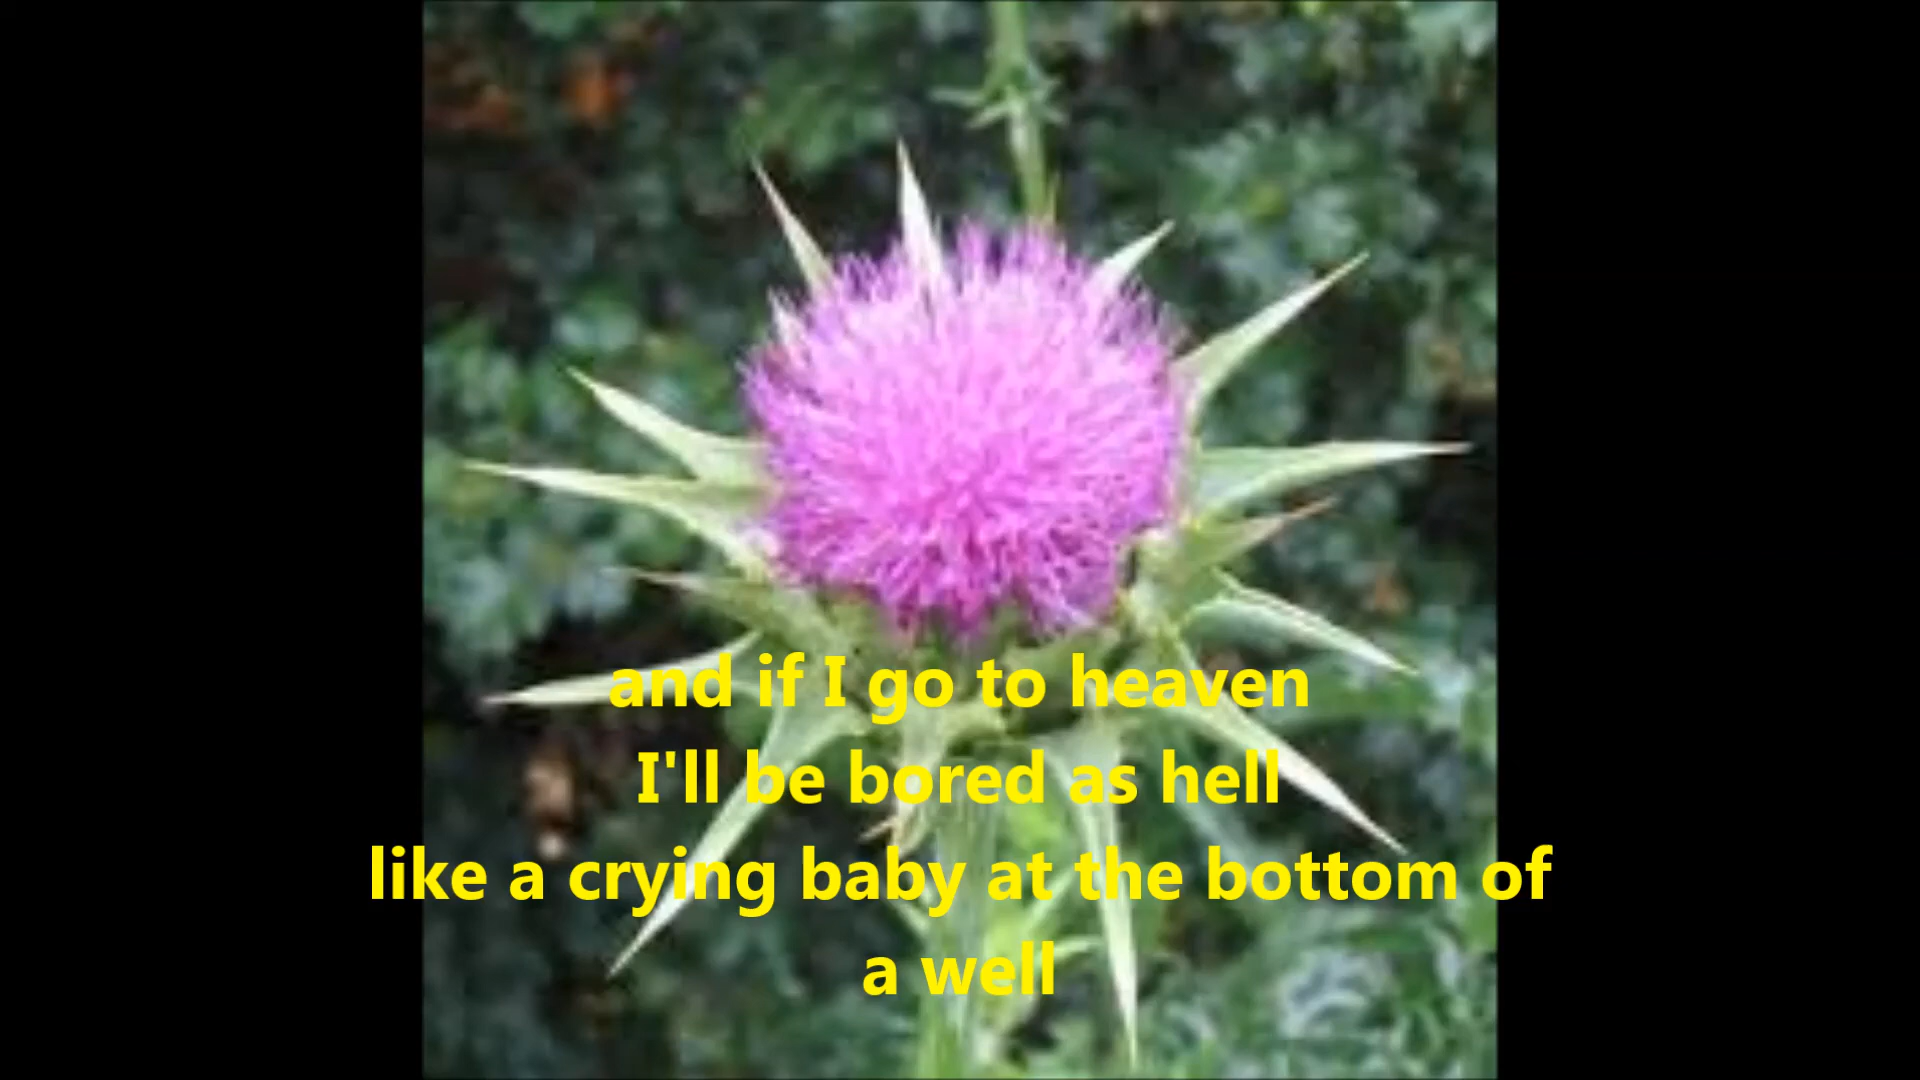 and if I go to heaven
I'll be bored as hell
like a crying baby at the bottom of
a well